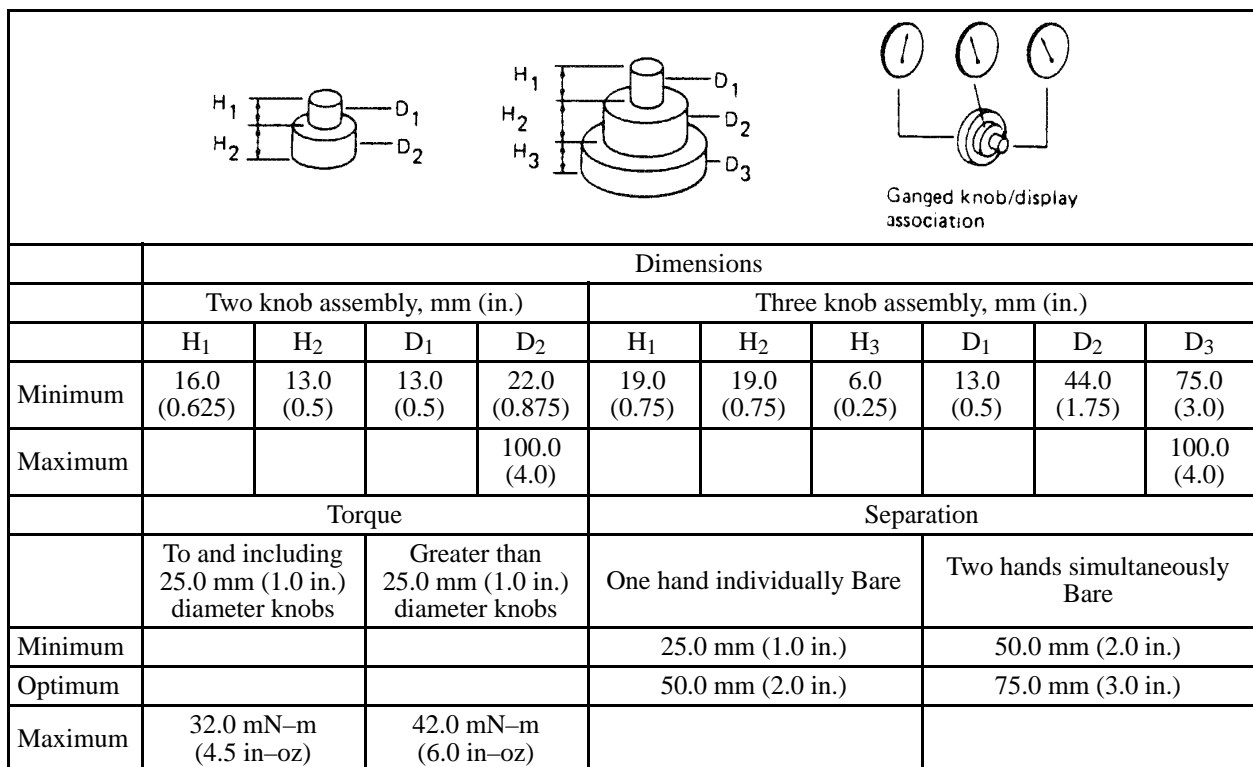 H1
H2
D1
D2
H1
H2
H3
D1
D2
D3
Ganged knob/display
association
Dimensions
Two knob assembly, mm (in.) Three knob assembly, mm (in.)
H1 H2 D1 D2 H1 H2 H3 D1 D2 D3
Minimum 16.0 13.0 13.0 22.0 19.0 19.0 6.0 13.0 44.0 75.0
(0.625) (0.5) (0.5) (0.875) (0.75) (0.75) (0.25) (0.5) (1.75) (3.0)
Maximum 100.0 100.0
(4.0) (4.0)
Torque Separation
To and including
25.0 mm (1.0 in.)
diameter knobs
Greater than
25.0 mm (1.0 in.)
diameter knobs
One hand individually Bare
Two hands simultaneously
Bare
Minimum 25.0 mm (1.0 in.) 50.0 mm (2.0 in.)
Optimum 50.0 mm (2.0 in.) 75.0 mm (3.0 in.)
Maximum 32.0 mN–m 42.0 mN–m
(4.5 in–oz) (6.0 in–oz)